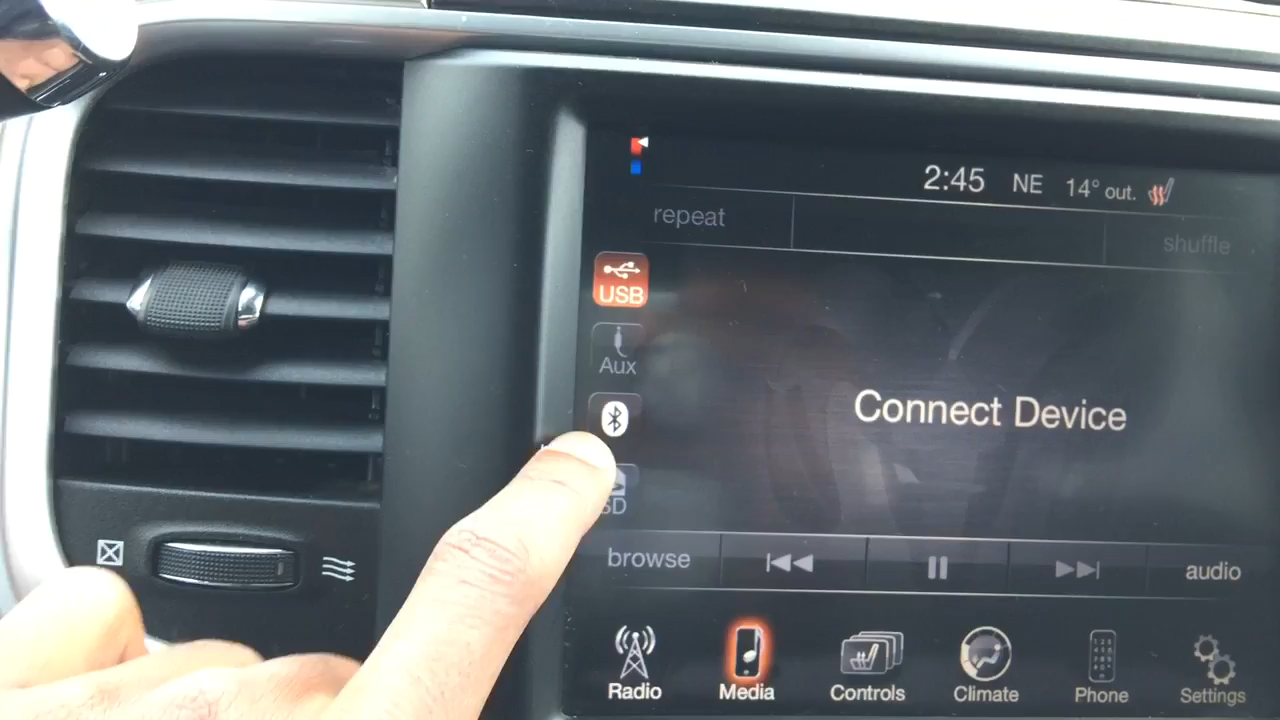 2:45 NE 14° out.
repeat
shuffle
USB
Aux
Connect Device
SD
browse
audio
Radio
Media
Controls
Climate
Phone
Settings